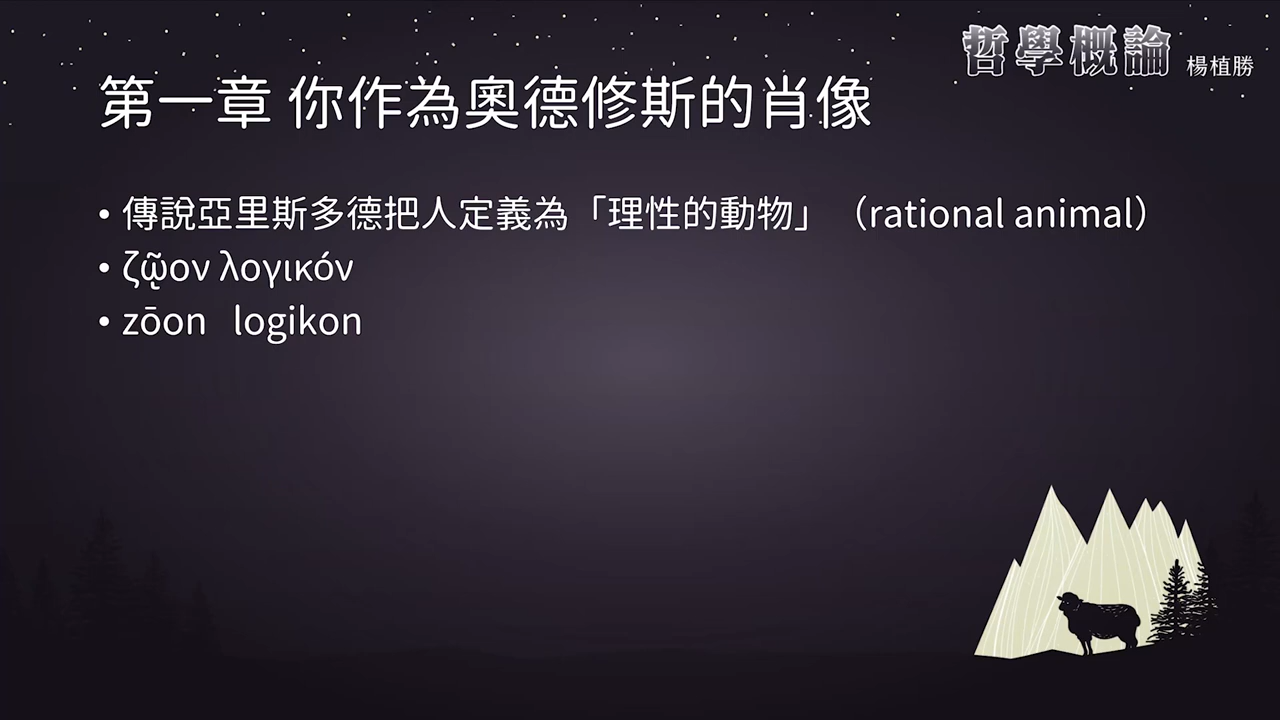 哲學概論 楊植勝
第一章 你作為奧德修斯的肖像
• 傳說亞里斯多德把人定義為「理性的動物」（rational animal）
• ζῷον λογικόν
• zōon logikon